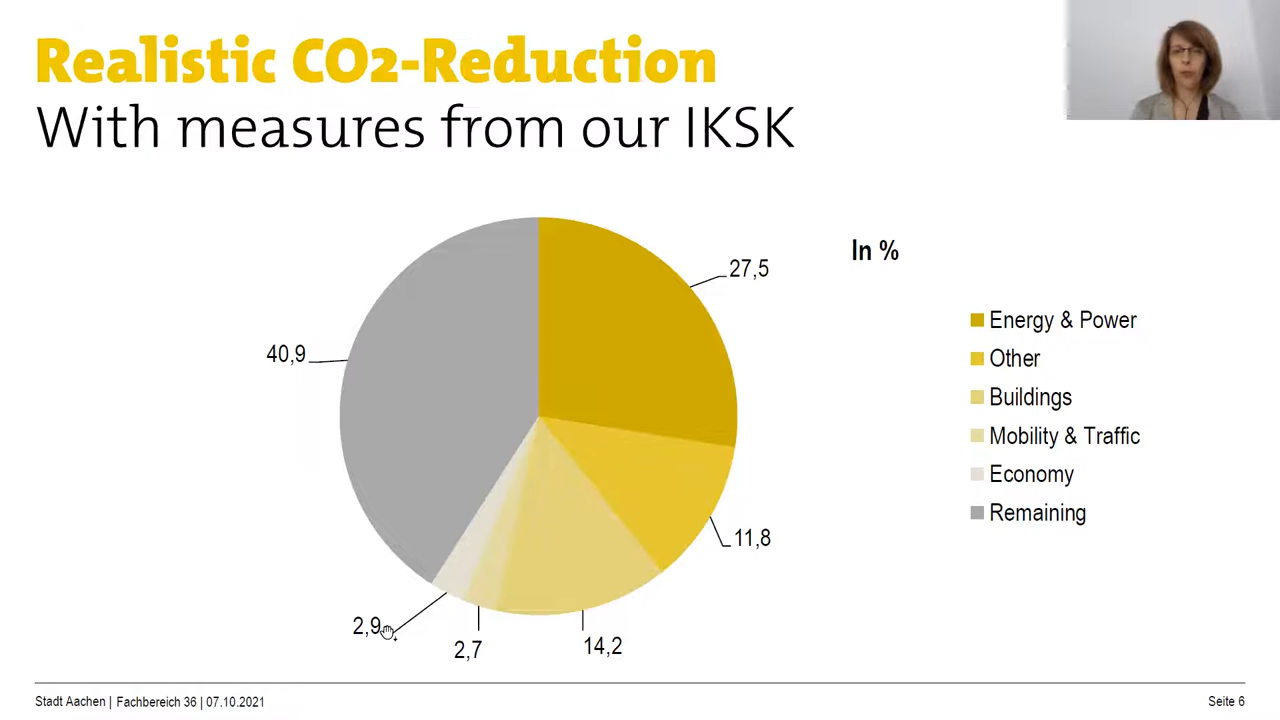 Realistic CO2-Reduction
With measures from our IKSK
In %
27,5
40,9
11,8
2,9
2,7
14,2
Energy & Power
Other
Buildings
Mobility & Traffic
Economy
Remaining
Stadt Aachen | Fachbereich 36 | 07.10.2021
Seite 6